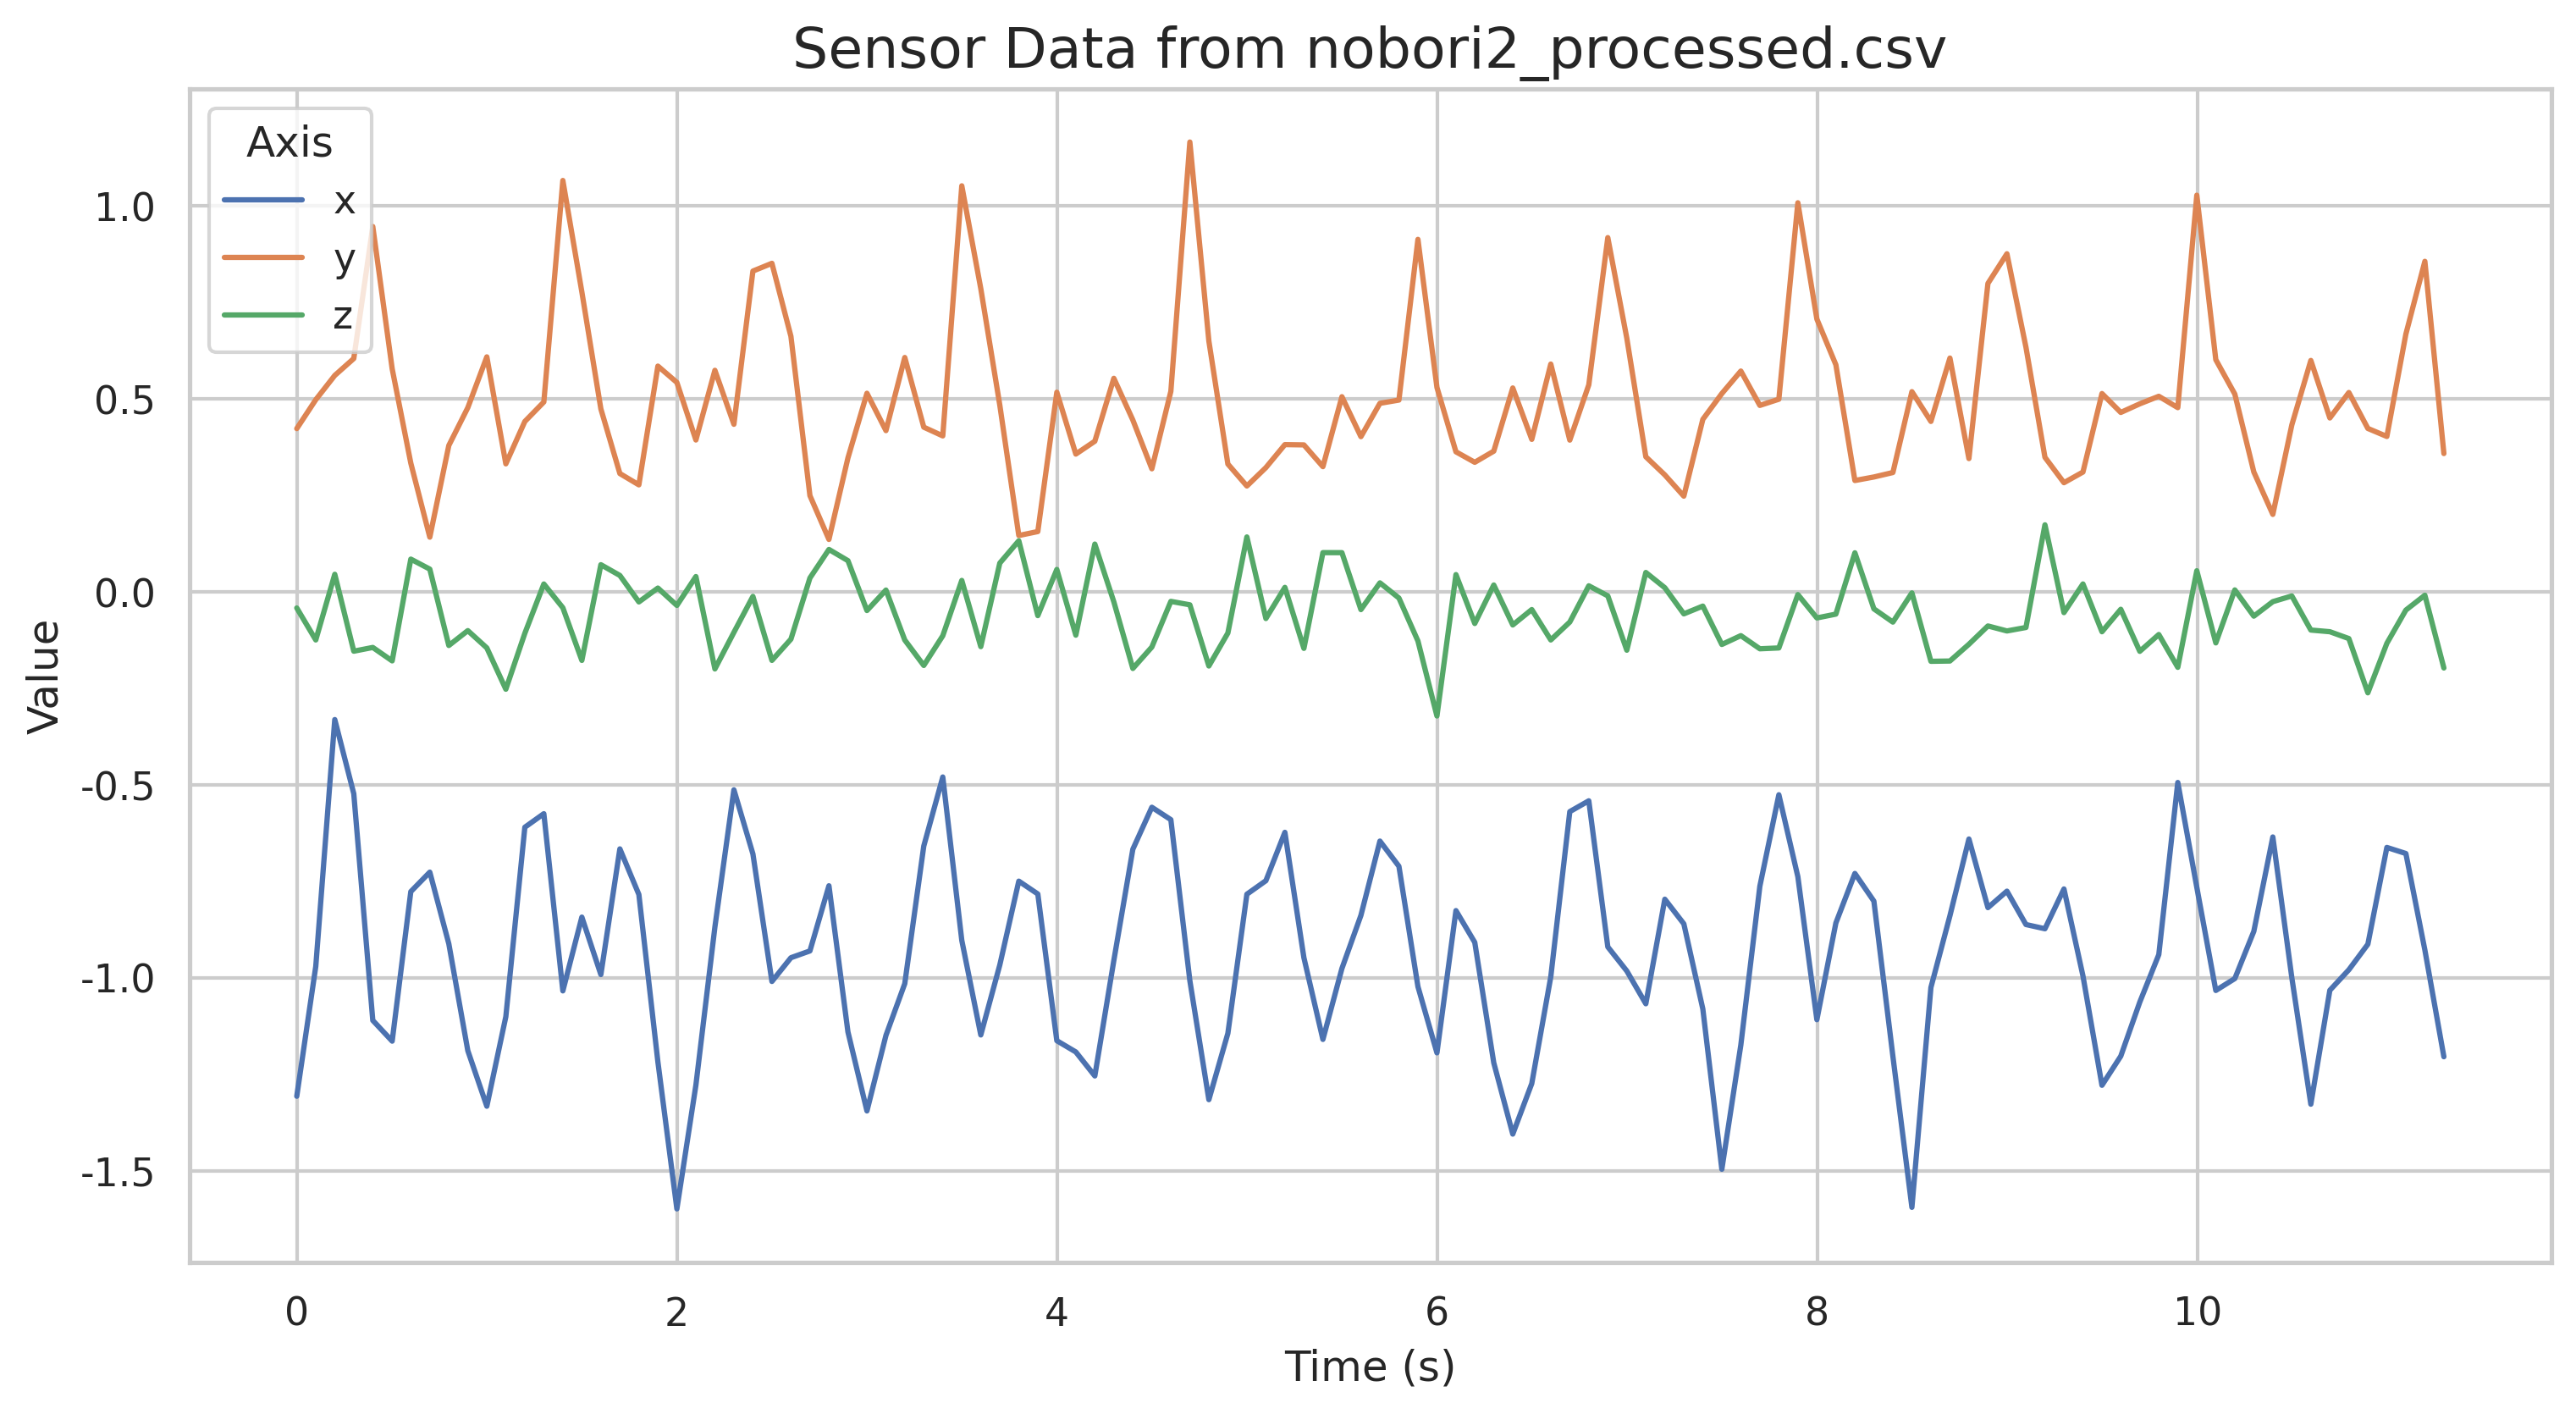 Sensor Data from nobori2_processed.csv
Axis
x
y
z
1.0
0.5
0.0
-0.5
-1.0
-1.5
Value
0 2 4 6 8 10
Time (s)